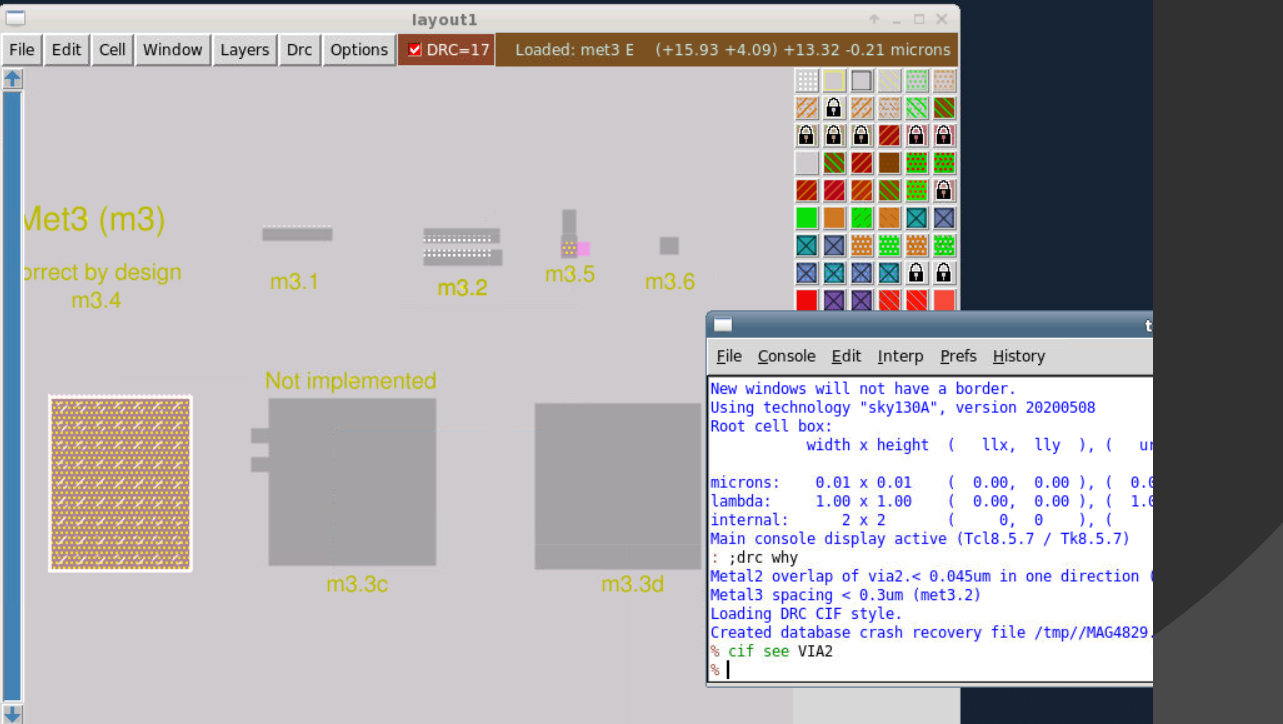 layout1
File Edit Cell Window Layers Drc Options DRC=17 Loaded: met3 E (+15.93 +4.09) +13.32 -0.21 microns
Met3 (m3)
orrect by design
m3.4
m3.1
m3.2
m3.5
m3.6
Not implemented
m3.3c
m3.3d
t
File Console Edit Interp Prefs History
New windows will not have a border.
Using technology "sky130A", version 20200508
Root cell box:
width x height ( llx, lly ), ( ur
microns: 0.01 x 0.01 ( 0.00, 0.00 ), ( 0.0
lambda: 1.00 x 1.00 ( 0.00, 0.00 ), ( 1.0
internal: 2 x 2 ( 0, 0 ), (
Main console display active (Tcl8.5.7 / Tk8.5.7)
: ;drc why
Metal2 overlap of via2.< 0.045um in one direction (
Metal3 spacing < 0.3um (met3.2)
Loading DRC CIF style.
Created database crash recovery file /tmp//MAG4829.
% cif see VIA2
%